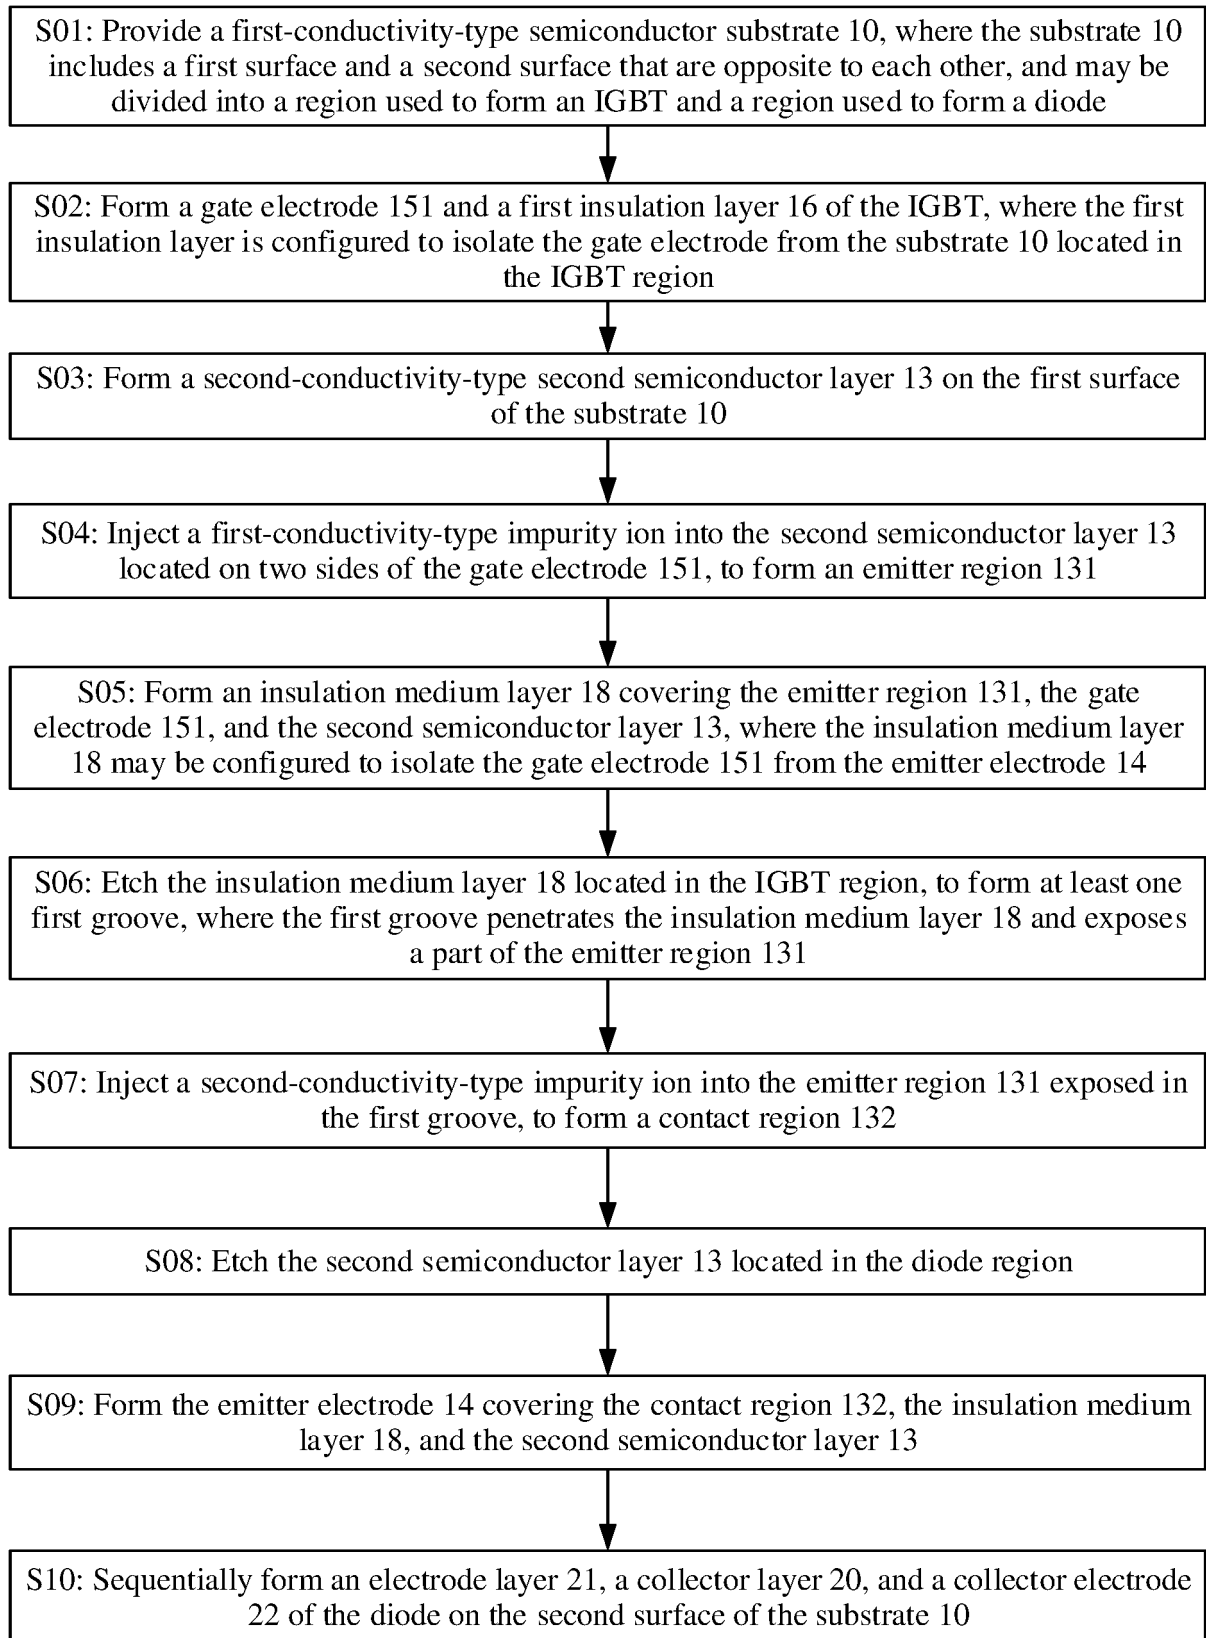 S01: Provide a first-conductivity-type semiconductor substrate 10, where the substrate 10
includes a first surface and a second surface that are opposite to each other, and may be
divided into a region used to form an IGBT and a region used to form a diode
S02: Form a gate electrode 151 and a first insulation layer 16 of the IGBT, where the first
insulation layer is configured to isolate the gate electrode from the substrate 10 located in
the IGBT region
S03: Form a second-conductivity-type second semiconductor layer 13 on the first surface
of the substrate 10
S04: Inject a first-conductivity-type impurity ion into the second semiconductor layer 13
located on two sides of the gate electrode 151, to form an emitter region 131
S05: Form an insulation medium layer 18 covering the emitter region 131, the gate
electrode 151, and the second semiconductor layer 13, where the insulation medium layer
18 may be configured to isolate the gate electrode 151 from the emitter electrode 14
S06: Etch the insulation medium layer 18 located in the IGBT region, to form at least one
first groove, where the first groove penetrates the insulation medium layer 18 and exposes
a part of the emitter region 131
S07: Inject a second-conductivity-type impurity ion into the emitter region 131 exposed in
the first groove, to form a contact region 132
S08: Etch the second semiconductor layer 13 located in the diode region
S09: Form the emitter electrode 14 covering the contact region 132, the insulation medium
layer 18, and the second semiconductor layer 13
S10: Sequentially form an electrode layer 21, a collector layer 20, and a collector electrode
22 of the diode on the second surface of the substrate 10